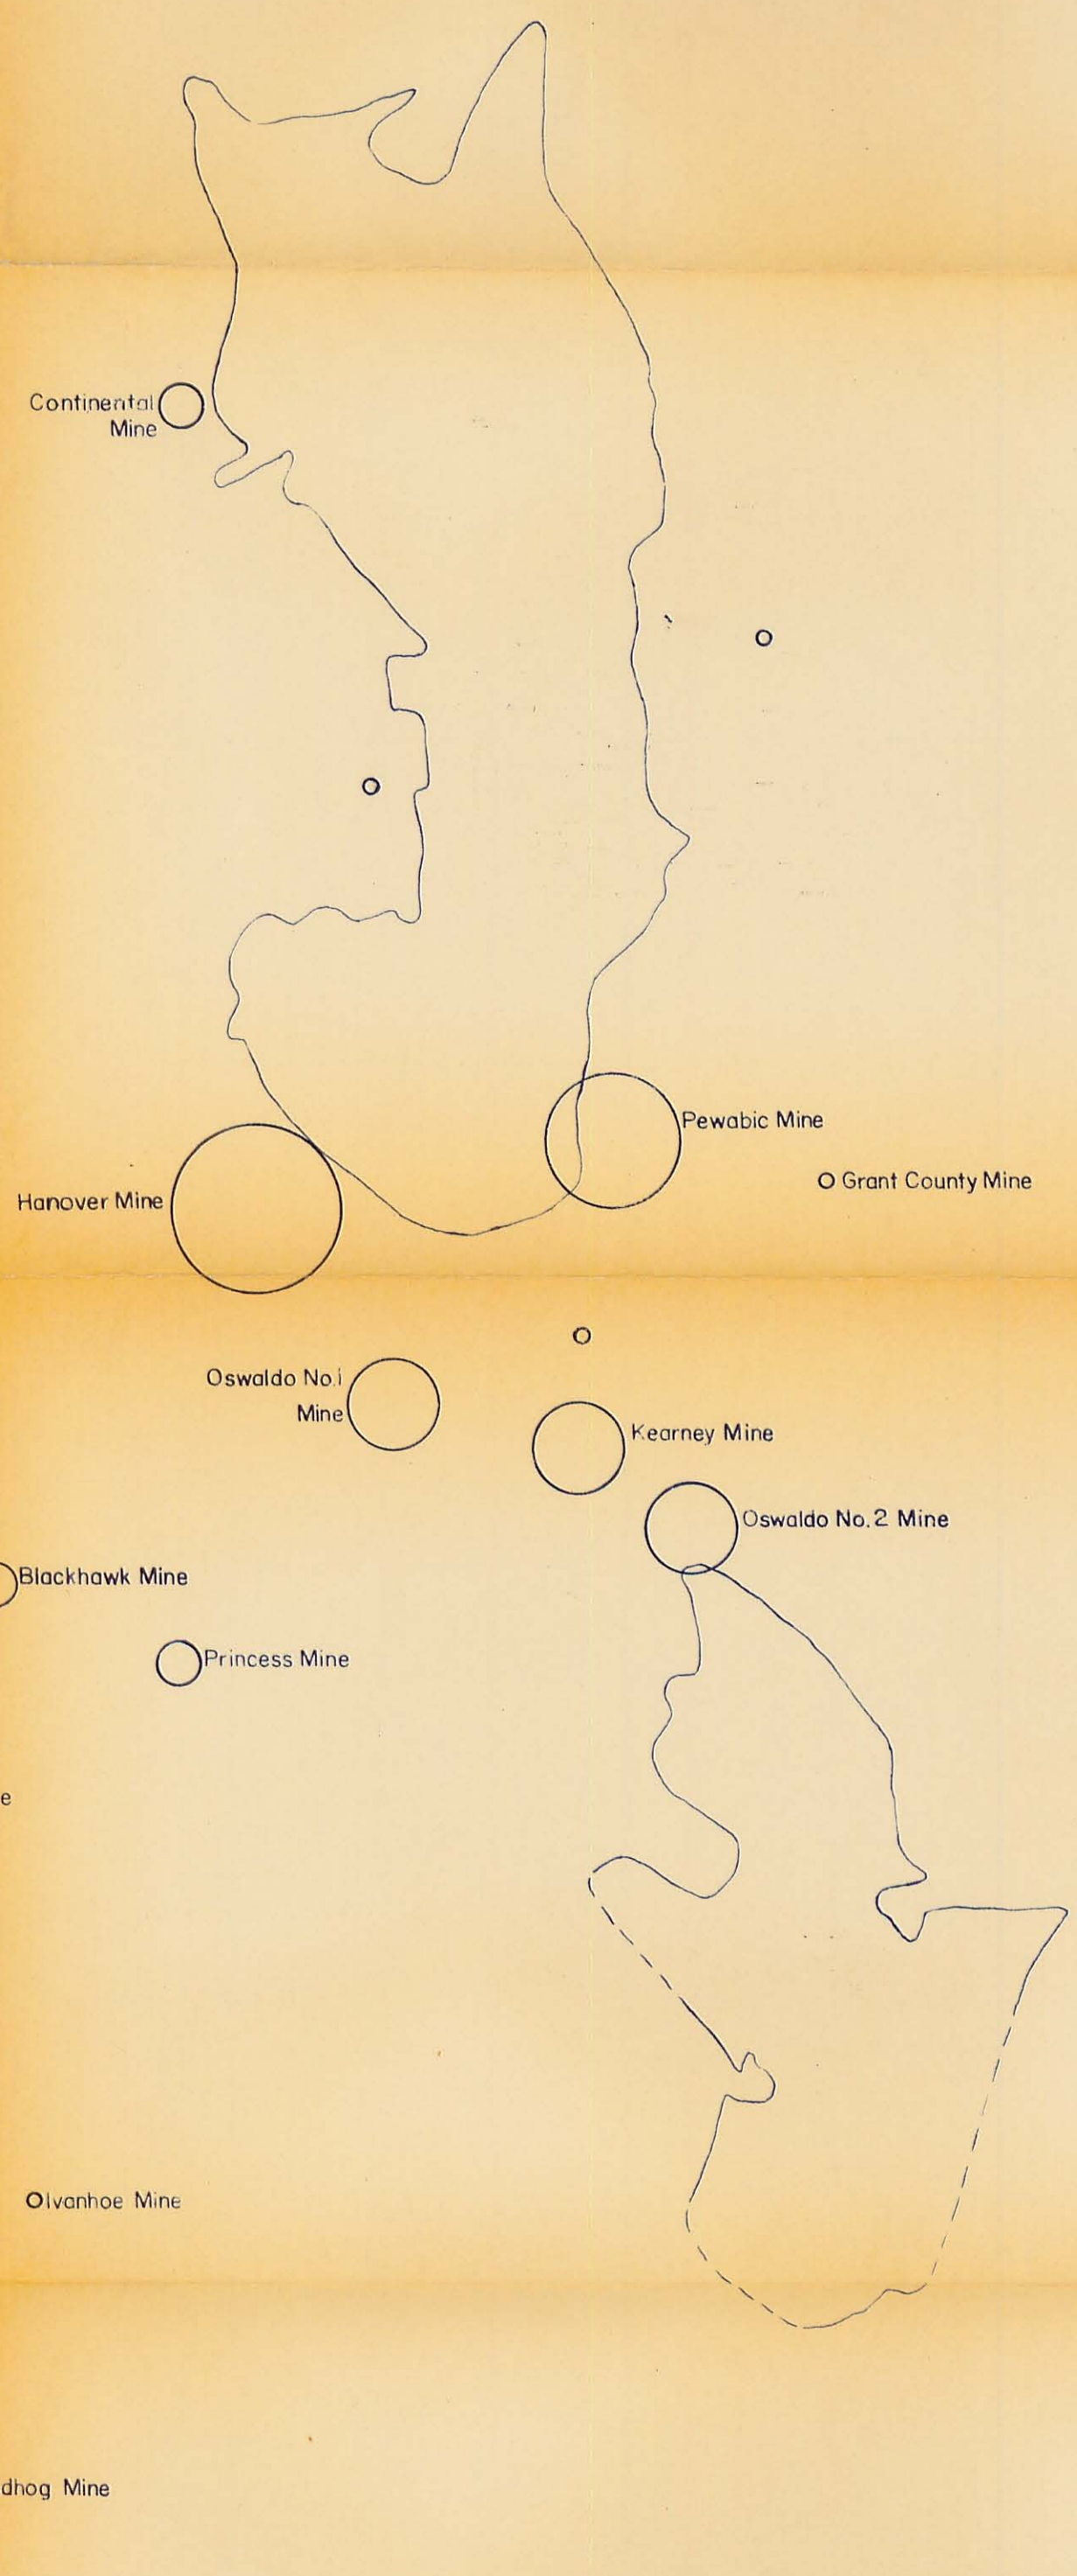 Continental
Mine
Pewabic Mine
Grant County Mine
Hanover Mine
Oswaldo No.1
Mine
Kearney Mine
Oswaldo No.2 Mine
Blackhawk Mine
Princess Mine
e
Ivanhoe Mine
dhog Mine